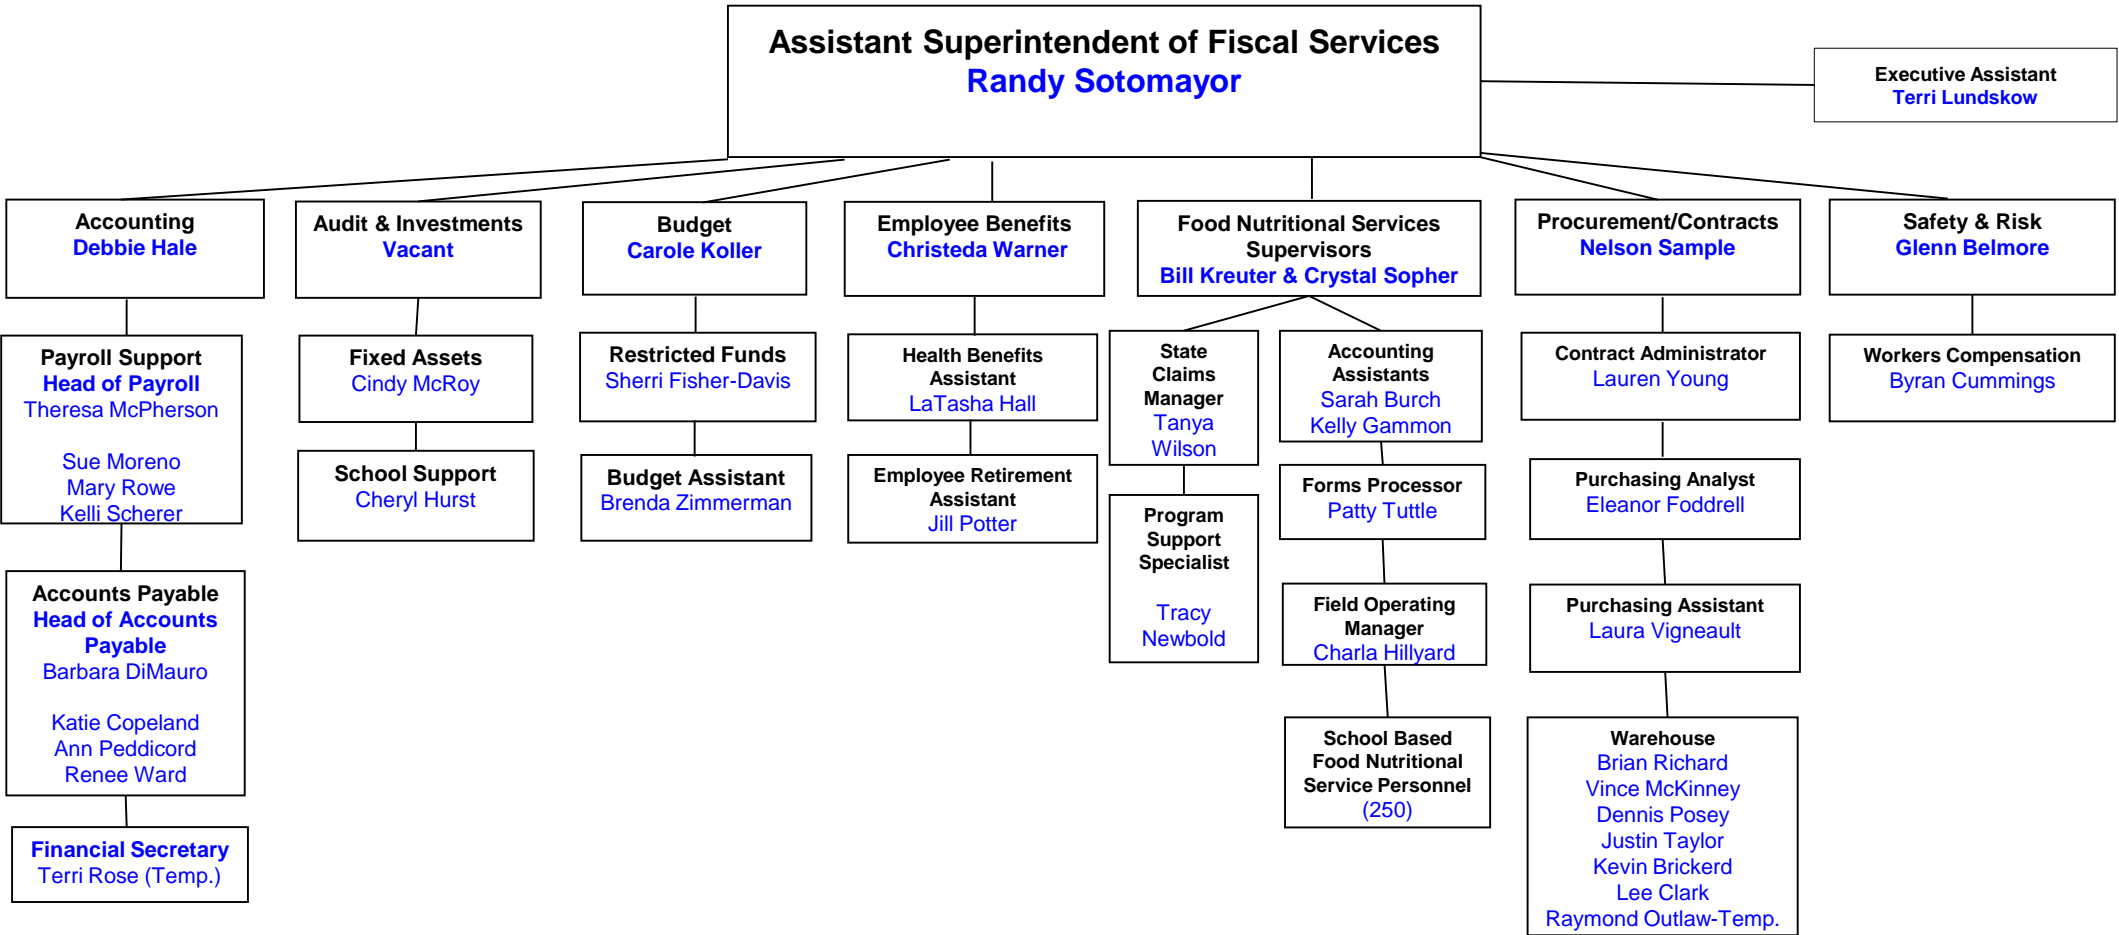 Assistant Superintendent of Fiscal Services
Randy Sotomayor
Executive Assistant
Terri Lundskow
Accounting
Debbie Hale
Audit & Investments
Vacant
Budget
Carole Koller
Employee Benefits
Christeda Warner
Food Nutritional Services
Supervisors
Bill Kreuter & Crystal Sopher
Procurement/Contracts
Nelson Sample
Safety & Risk
Glenn Belmore
Payroll Support
Head of Payroll
Theresa McPherson
Sue Moreno
Mary Rowe
Kelli Scherer
Fixed Assets
Cindy McRoy
Restricted Funds
Sherri Fisher-Davis
Health Benefits
Assistant
LaTasha Hall
State
Claims
Manager
Tanya
Wilson
Accounting
Assistants
Sarah Burch
Kelly Gammon
Contract Administrator
Lauren Young
Workers Compensation
Byran Cummings
School Support
Cheryl Hurst
Budget Assistant
Brenda Zimmerman
Employee Retirement
Assistant
Jill Potter
Program
Support
Specialist
Tracy
Newbold
Forms Processor
Patty Tuttle
Purchasing Analyst
Eleanor Foddrell
Accounts Payable
Head of Accounts
Payable
Barbara DiMauro
Katie Copeland
Ann Peddicord
Renee Ward
Field Operating
Manager
Charla Hillyard
Purchasing Assistant
Laura Vigneault
School Based
Food Nutritional
Service Personnel
(250)
Warehouse
Brian Richard
Vince McKinney
Dennis Posey
Justin Taylor
Kevin Brickerd
Lee Clark
Raymond Outlaw-Temp.
Financial Secretary
Terri Rose (Temp.)